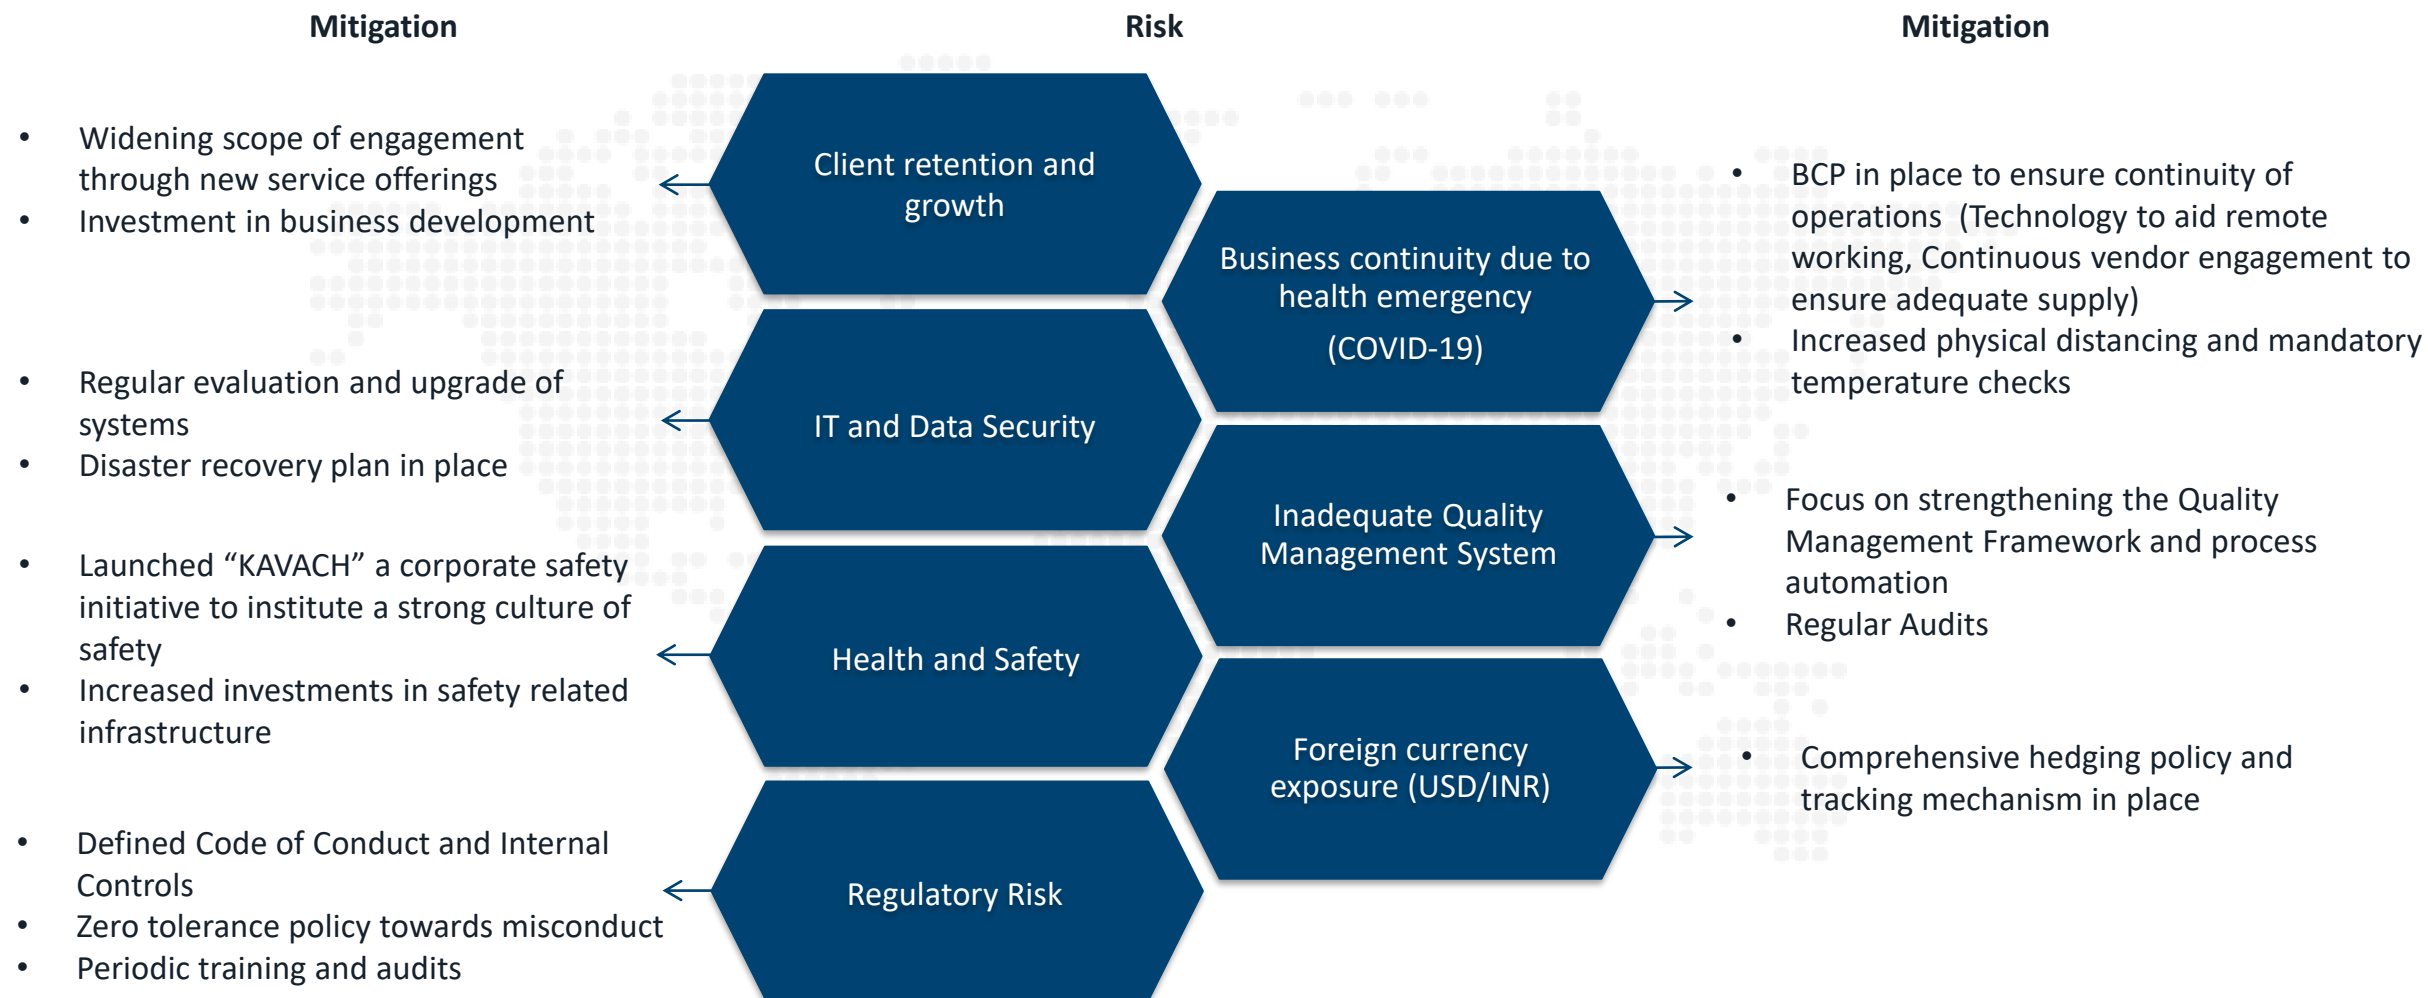 Mitigation
Risk
Mitigation
• Widening scope of engagement
through new service offerings
• Investment in business development
Client retention and
growth
Business continuity due to
health emergency
(COVID-19)
• BCP in place to ensure continuity of
operations (Technology to aid remote
working, Continuous vendor engagement to
ensure adequate supply)
• Increased physical distancing and mandatory
temperature checks
• Regular evaluation and upgrade of
systems
• Disaster recovery plan in place
IT and Data Security
Inadequate Quality
Management System
• Focus on strengthening the Quality
Management Framework and process
automation
• Regular Audits
• Launched “KAVACH” a corporate safety
initiative to institute a strong culture of
safety
• Increased investments in safety related
infrastructure
Health and Safety
Foreign currency
exposure (USD/INR)
• Comprehensive hedging policy and
tracking mechanism in place
• Defined Code of Conduct and Internal
Controls
• Zero tolerance policy towards misconduct
• Periodic training and audits
Regulatory Risk